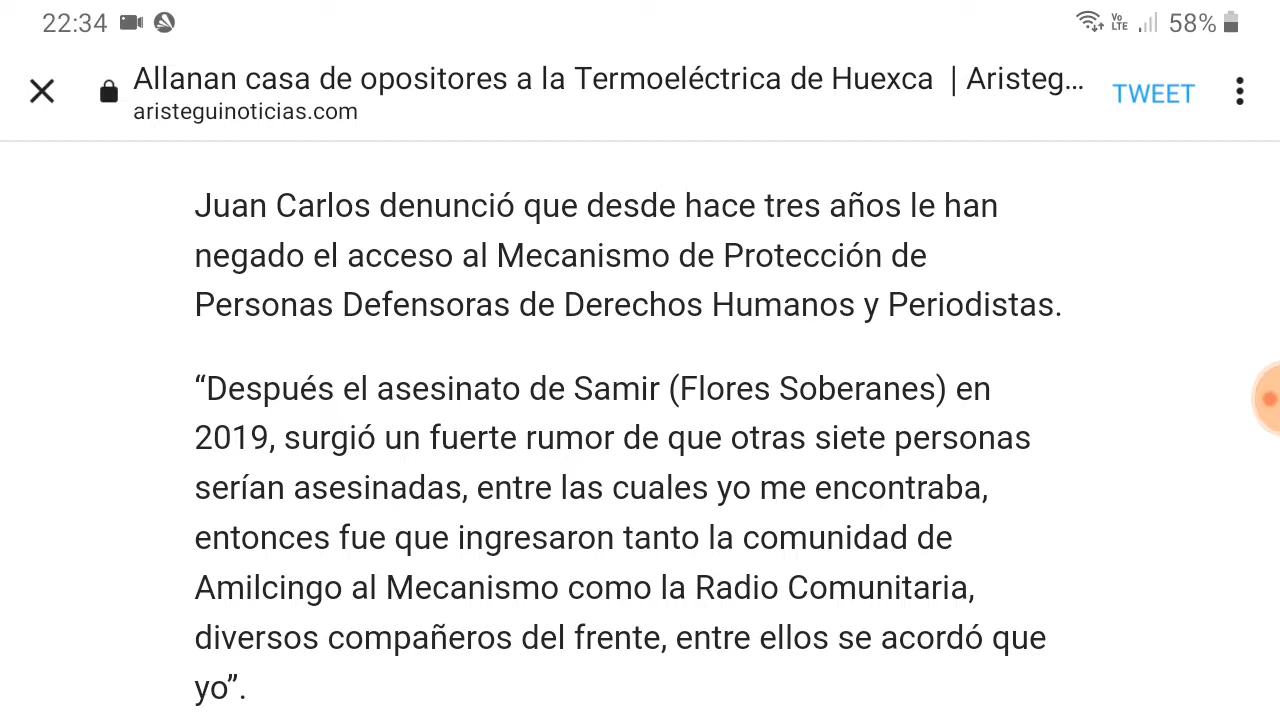 22:34 Vo LTE 58%
Allanan casa de opositores a la Termoeléctrica de Huexca | Aristeg...
aristeguinoticias.com
TWEET
Juan Carlos denunció que desde hace tres años le han
negado el acceso al Mecanismo de Protección de
Personas Defensoras de Derechos Humanos y Periodistas.
“Después el asesinato de Samir (Flores Soberanes) en
2019, surgió un fuerte rumor de que otras siete personas
serían asesinadas, entre las cuales yo me encontraba,
entonces fue que ingresaron tanto la comunidad de
Amilcingo al Mecanismo como la Radio Comunitaria,
diversos compañeros del frente, entre ellos se acordó que
yo”.